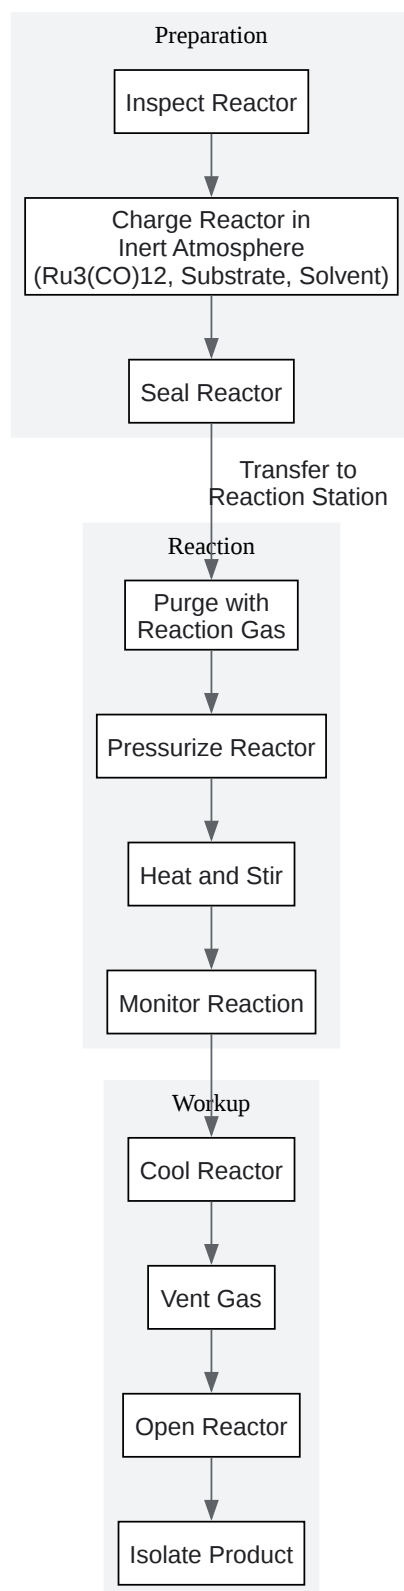 Preparation
Inspect Reactor
Charge Reactor in
Inert Atmosphere
(Ru3(CO)12, Substrate, Solvent)
Seal Reactor
Transfer to
Reaction Station
Reaction
Purge with
Reaction Gas
Pressurize Reactor
Heat and Stir
Monitor Reaction
Workup
Cool Reactor
Vent Gas
Open Reactor
Isolate Product